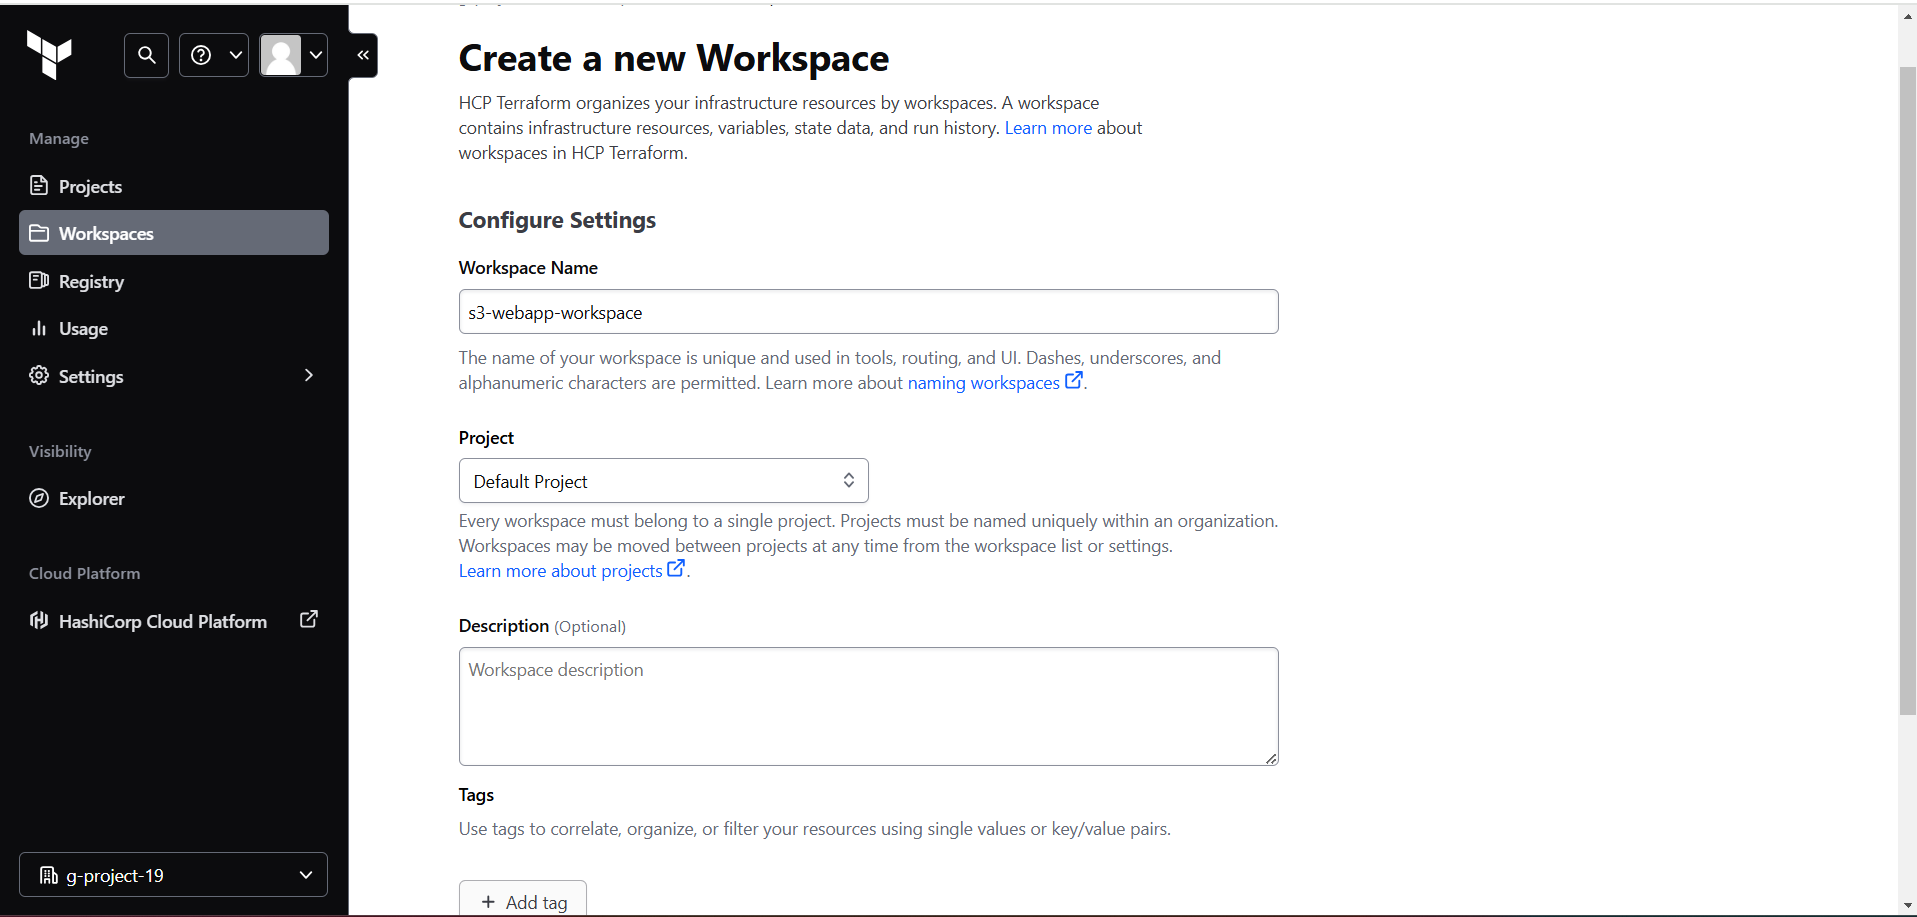 Manage
Projects
Workspaces
Registry
Usage
Settings
Visibility
Explorer
Cloud Platform
HashiCorp Cloud Platform
g-project-19
Create a new Workspace
HCP Terraform organizes your infrastructure resources by workspaces. A workspace
contains infrastructure resources, variables, state data, and run history. Learn more about
workspaces in HCP Terraform.
Configure Settings
Workspace Name
s3-webapp-workspace
The name of your workspace is unique and used in tools, routing, and UI. Dashes, underscores, and
alphanumeric characters are permitted. Learn more about naming workspaces.
Project
Default Project
Every workspace must belong to a single project. Projects must be named uniquely within an organization.
Workspaces may be moved between projects at any time from the workspace list or settings.
Learn more about projects.
Description (Optional)
Workspace description
Tags
Use tags to correlate, organize, or filter your resources using single values or key/value pairs.
+ Add tag